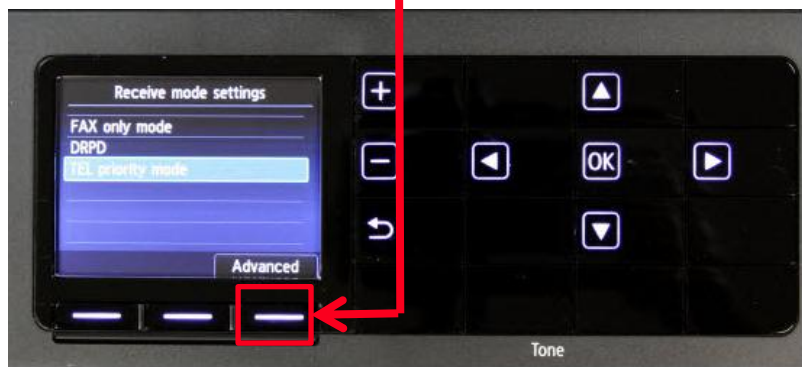 Receive mode settings
FAX only mode
DRPD
TEL priority mode
Advanced
OK
Tone